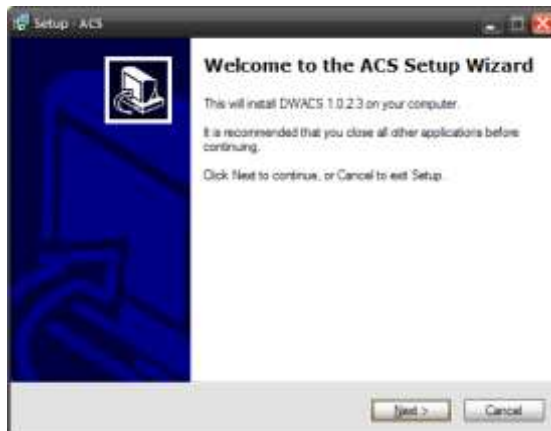 Setup - ACS
Welcome to the ACS Setup Wizard
This will install DWACS 1.0.2.3 on your computer.
It is recommended that you close all other applications before
continuing.
Click Next to continue, or Cancel to exit Setup.
Next >
Cancel